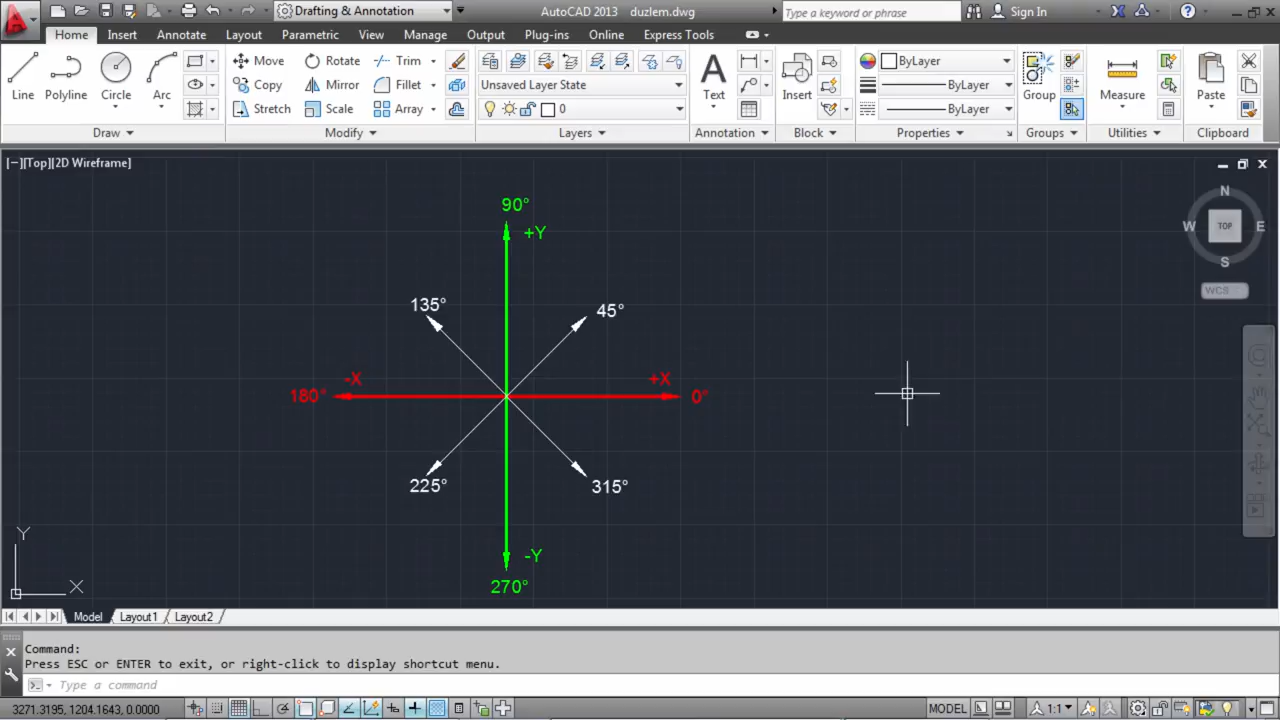 Drafting & Annotation
AutoCAD 2013 duzlem.dwg
Type a keyword or phrase
Sign In
Home Insert Annotate Layout Parametric View Manage Output Plug-ins Online Express Tools
Line Polyline Circle Arc
Move Rotate Trim
Copy Mirror Fillet
Stretch Scale Array
Unsaved Layer State
0
Text
Insert
ByLayer
ByLayer
ByLayer
Group
Measure
Paste
Draw Modify Layers Annotation Block Properties Groups Utilities Clipboard
[−][Top][2D Wireframe]
N
W TOP E
S
WCS
90°
+Y
135° 45°
-X +X
180° 0°
225° 315°
-Y
270°
Y
X
Model Layout1 Layout2
Command:
Press ESC or ENTER to exit, or right-click to display shortcut menu.
Type a command
3271.3195, 1204.1643, 0.0000
MODEL
1:1